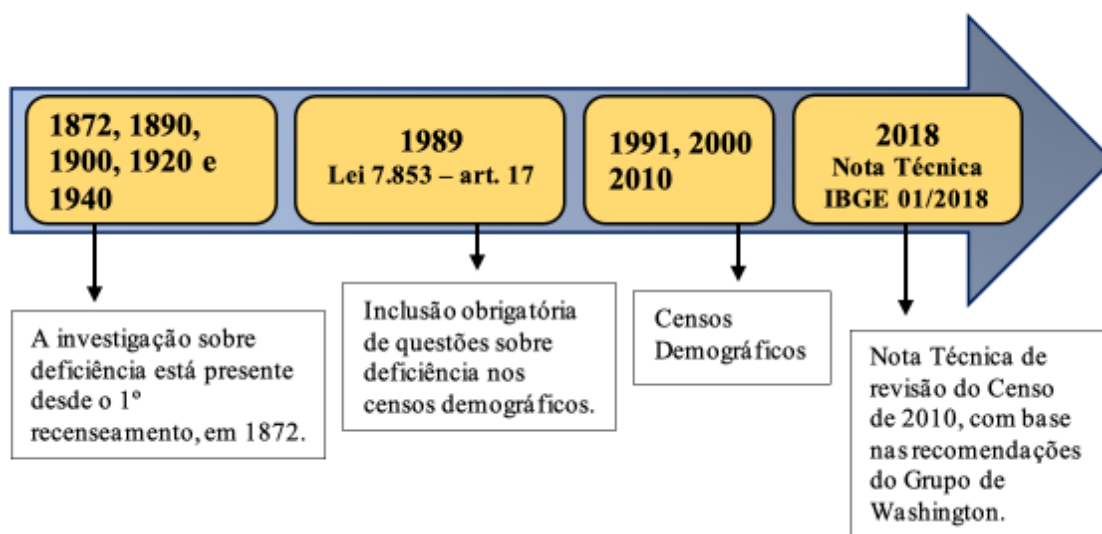 1872, 1890,
1900, 1920 e
1940
1989
Lei 7.853 – art. 17
1991, 2000
2010
2018
Nota Técnica
IBGE 01/2018
A investigação sobre
deficiência está presente
desde o 1º
recenseamento, em 1872.
Inclusão obrigatória
de questões sobre
deficiência nos
censos demográficos.
Censos
Demográficos
Nota Técnica de
revisão do Censo
de 2010, com base
nas recomendações
do Grupo de
Washington.